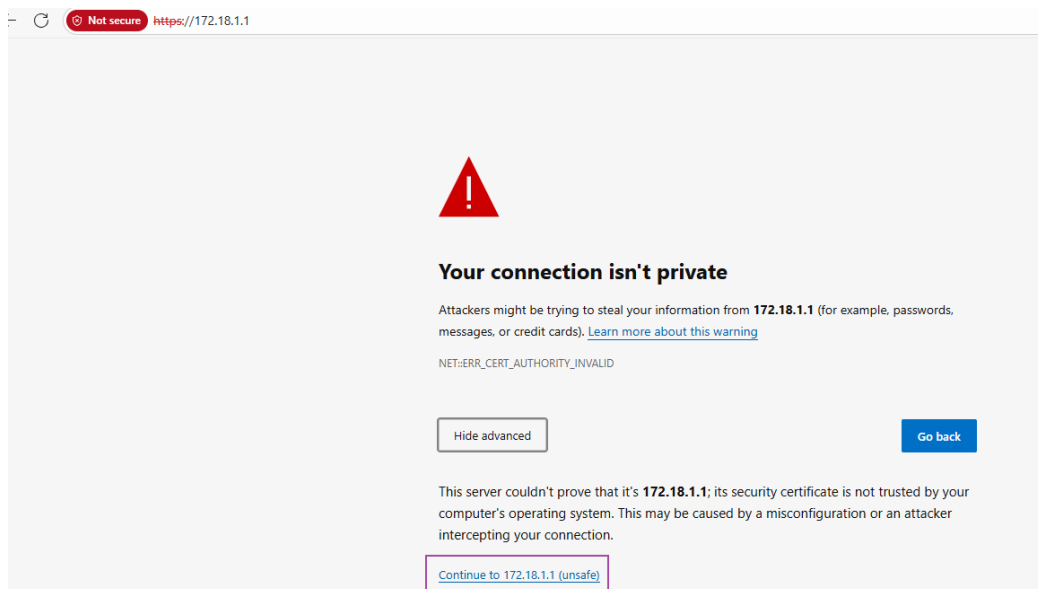 Not secure https://172.18.1.1
!
Your connection isn't private
Attackers might be trying to steal your information from 172.18.1.1 (for example, passwords,
messages, or credit cards). Learn more about this warning
NET::ERR_CERT_AUTHORITY_INVALID
Hide advanced Go back
This server couldn't prove that it's 172.18.1.1; its security certificate is not trusted by your
computer's operating system. This may be caused by a misconfiguration or an attacker
intercepting your connection.
Continue to 172.18.1.1 (unsafe)